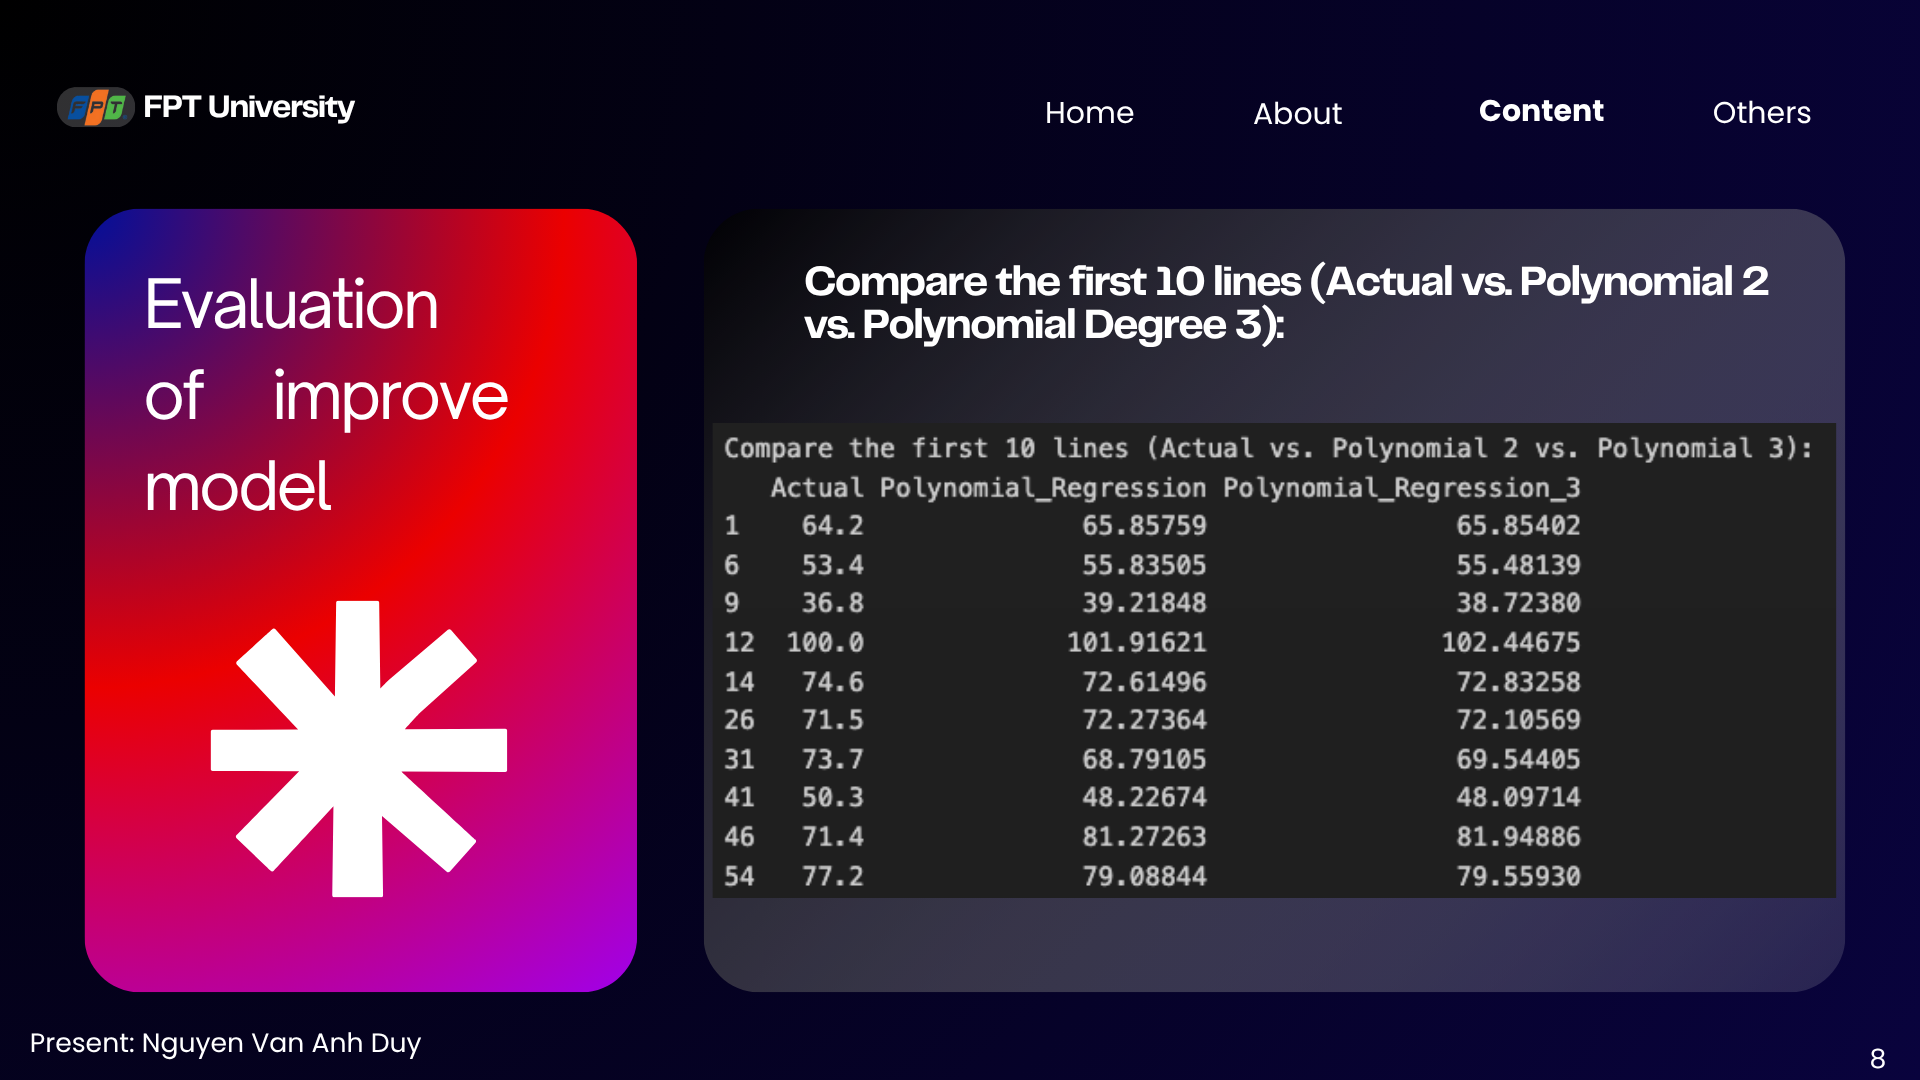 FPT
FPT University
Home
About
Content
Others
Evaluation
of improve
model
Compare the first 10 lines (Actual vs. Polynomial 2
vs. Polynomial Degree 3):
Compare the first 10 lines (Actual vs. Polynomial 2 vs. Polynomial 3):
Actual Polynomial_Regression Polynomial_Regression_3
1 64.2 65.85759 65.85402
6 53.4 55.83505 55.48139
9 36.8 39.21848 38.72380
12 100.0 101.91621 102.44675
14 74.6 72.61496 72.83258
26 71.5 72.27364 72.10569
31 73.7 68.79105 69.54405
41 50.3 48.22674 48.09714
46 71.4 81.27263 81.94886
54 77.2 79.08844 79.55930
Present: Nguyen Van Anh Duy
8